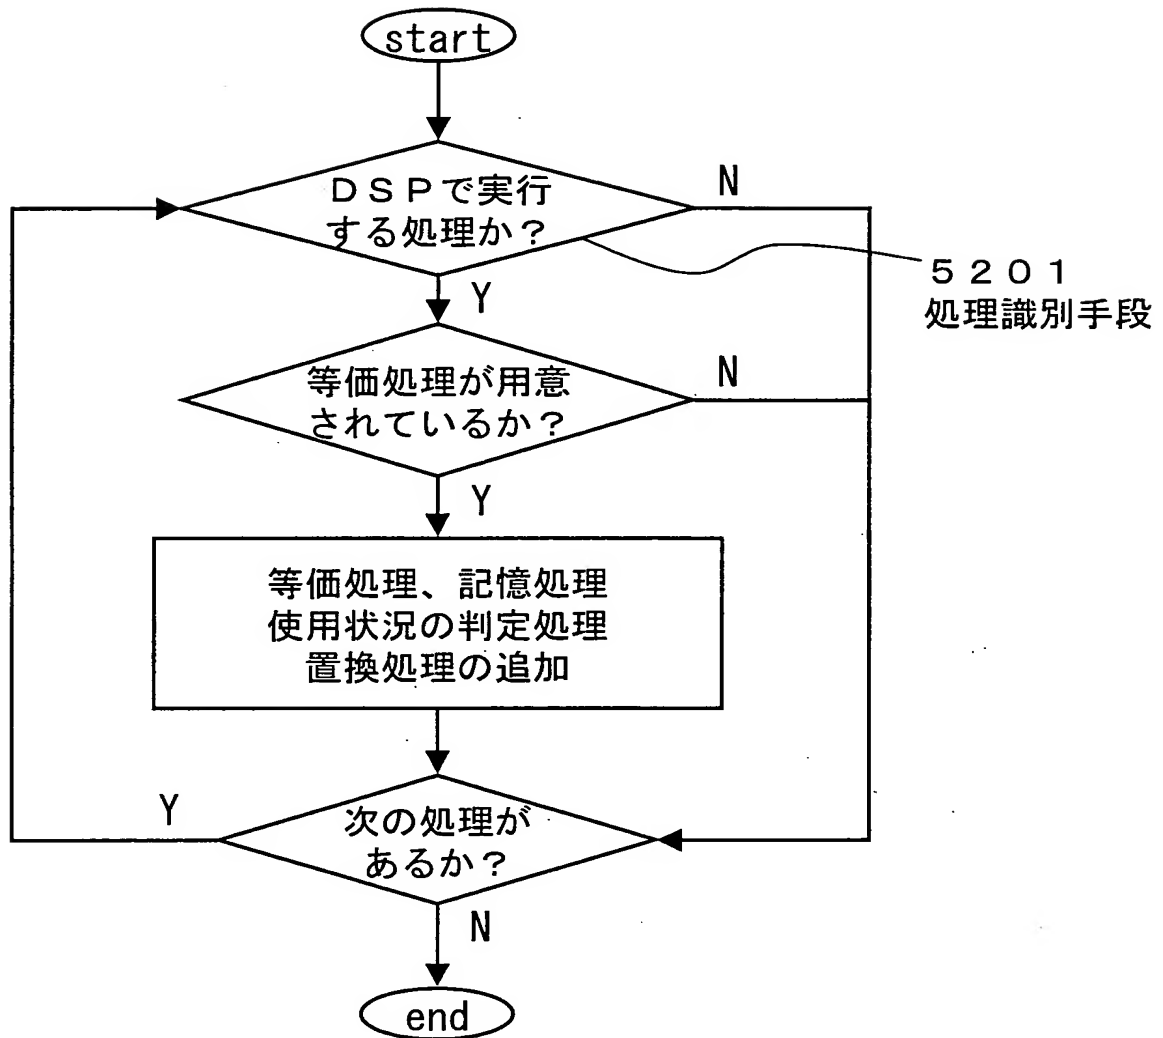 start
ＤＳＰで実行
する処理か？
N
５２０１
処理識別手段
Y
等価処理が用意
されているか？
N
Y
等価処理、記憶処理
使用状況の判定処理
置換処理の追加
Y
次の処理が
あるか？
N
end